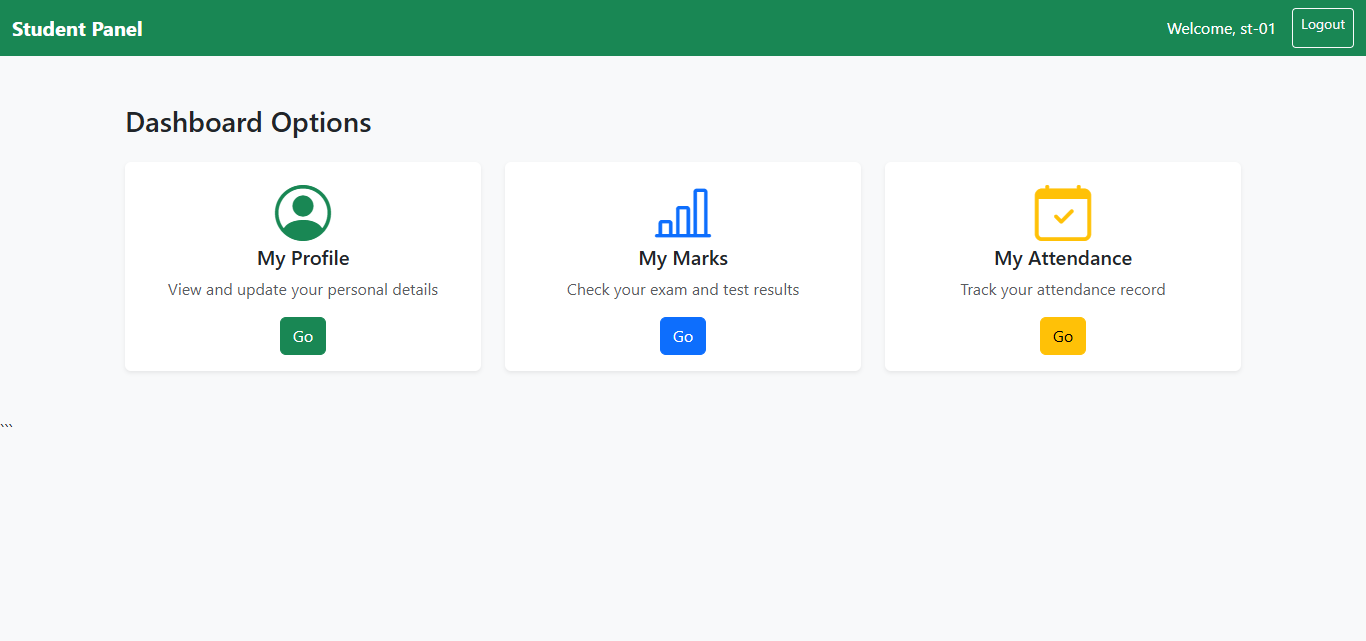 Student Panel
Welcome, st-01
Logout
Dashboard Options
My Profile
View and update your personal details
Go
My Marks
Check your exam and test results
Go
My Attendance
Track your attendance record
Go
```